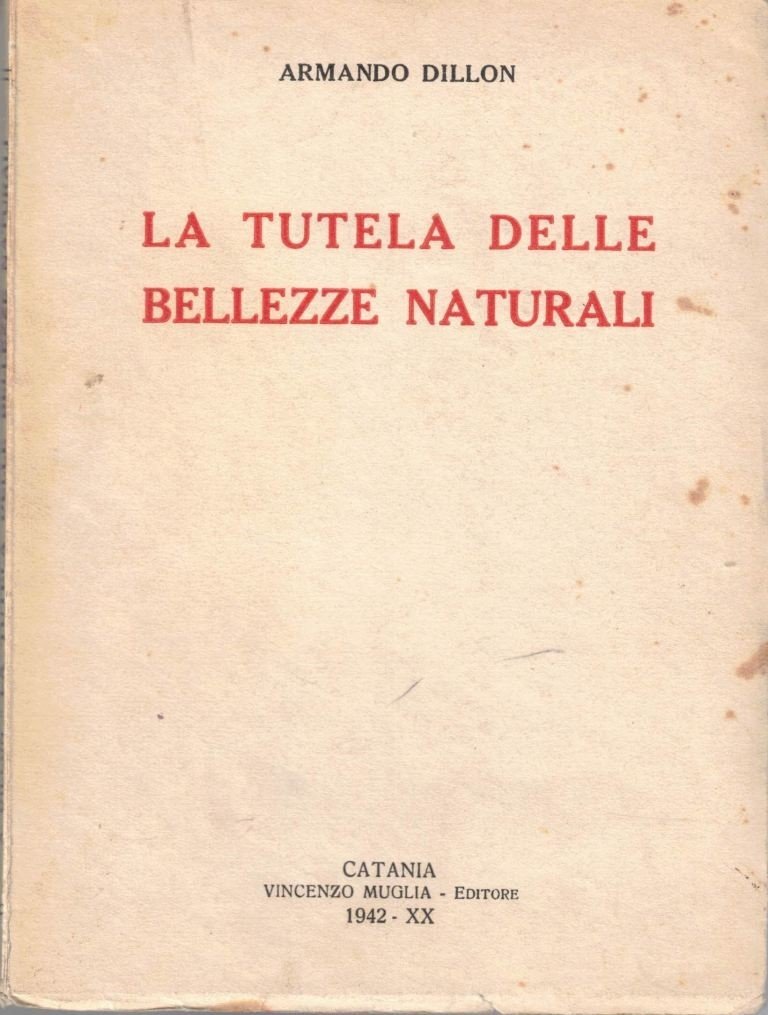 ARMANDO DILLON
LA TUTELA DELLE
BELLEZZE NATURALI
CATANIA
VINCENZO MUGLIA - EDITORE
1942 - XX